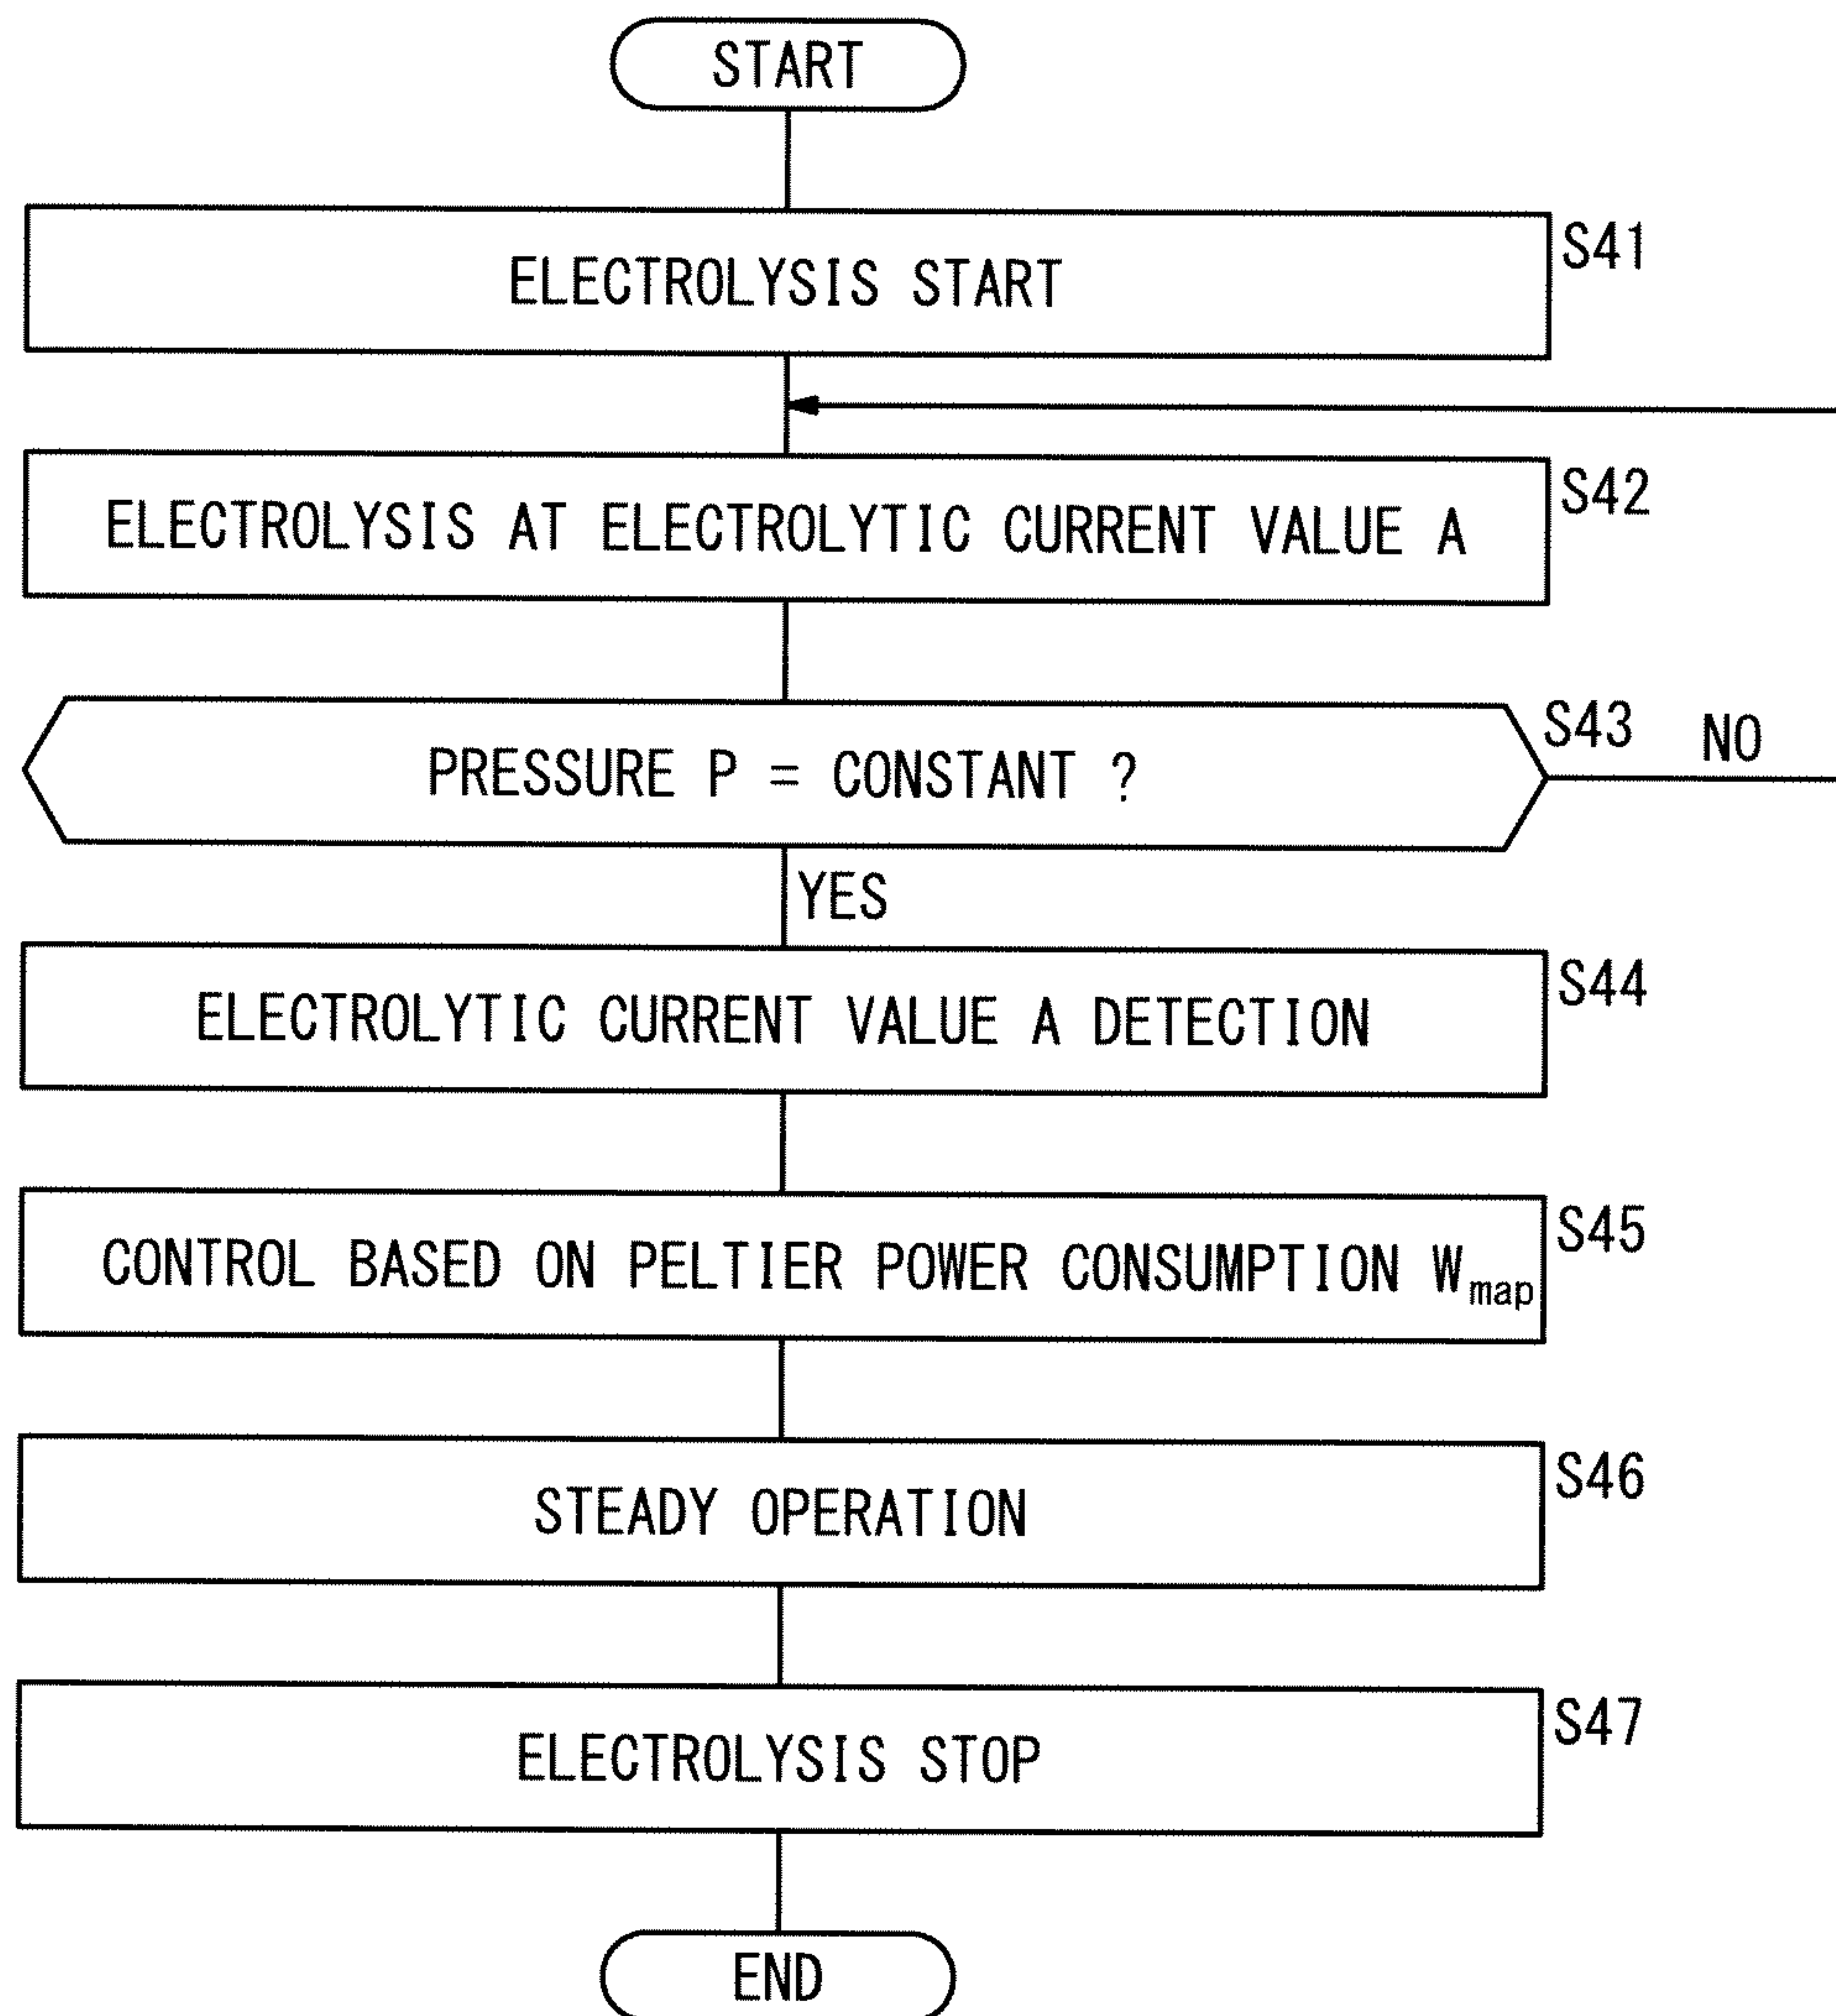 START
ELECTROLYSIS START
S41
ELECTROLYSIS AT ELECTROLYTIC CURRENT VALUE A
S42
PRESSURE P = CONSTANT ?
S43
NO
YES
ELECTROLYTIC CURRENT VALUE A DETECTION
S44
CONTROL BASED ON PELTIER POWER CONSUMPTION Wmap
S45
STEADY OPERATION
S46
ELECTROLYSIS STOP
S47
END